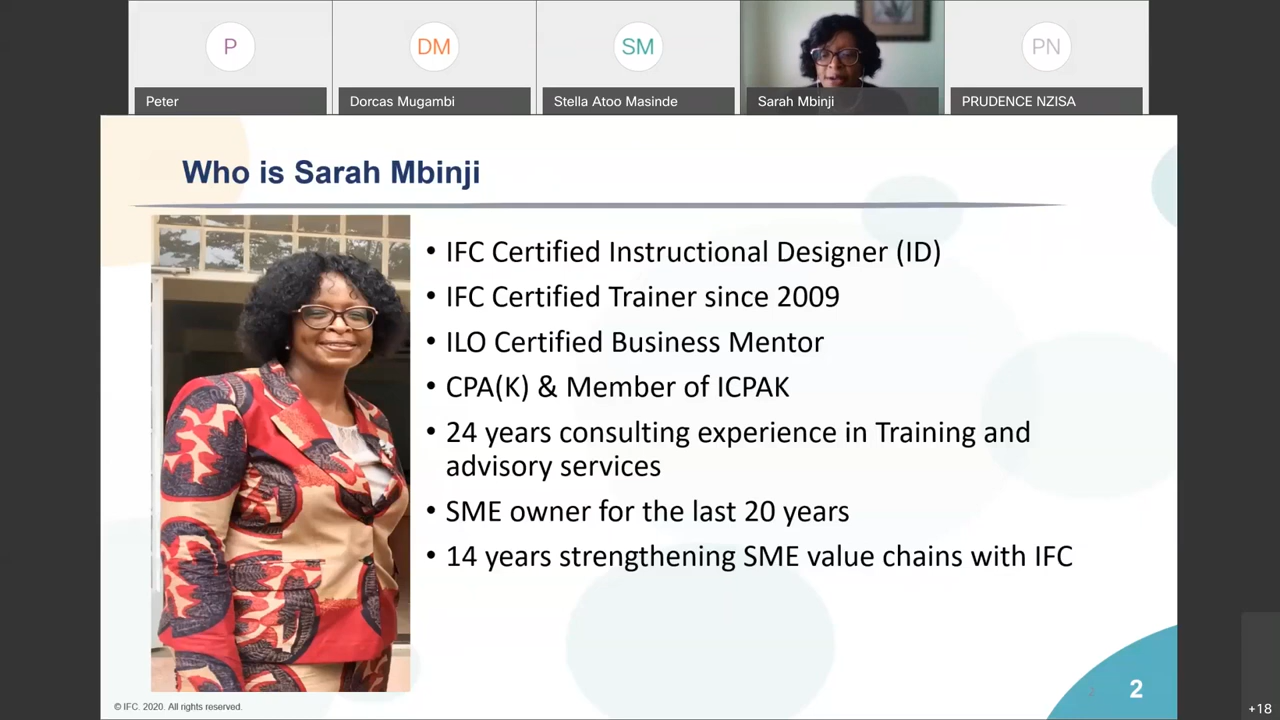 P
DM
SM
PN
Peter
Dorcas Mugambi
Stella Atoo Masinde
Sarah Mbinji
PRUDENCE NZISA
Who is Sarah Mbinji
• IFC Certified Instructional Designer (ID)
• IFC Certified Trainer since 2009
• ILO Certified Business Mentor
• CPA(K) & Member of ICPAK
• 24 years consulting experience in Training and
advisory services
• SME owner for the last 20 years
• 14 years strengthening SME value chains with IFC
© IFC. 2020. All rights reserved.
2
+18